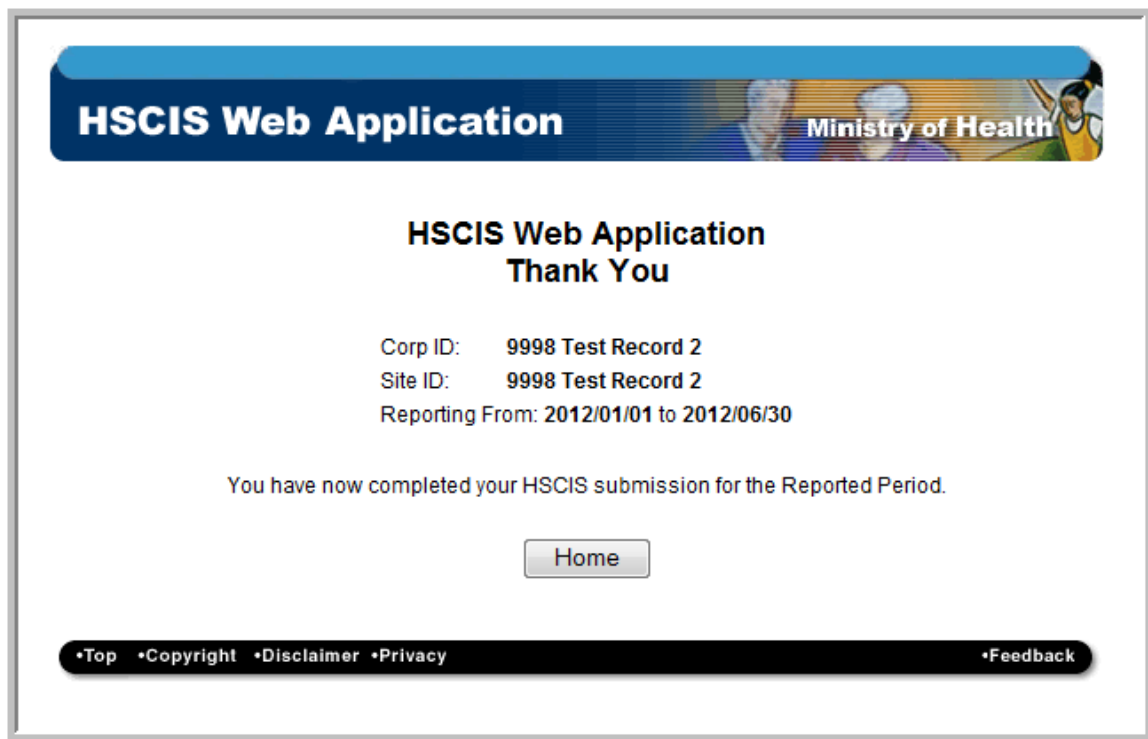 HSCIS Web Application
Ministry of Health
HSCIS Web Application
Thank You
Corp ID: 9998 Test Record 2
Site ID: 9998 Test Record 2
Reporting From: 2012/01/01 to 2012/06/30
You have now completed your HSCIS submission for the Reported Period.
Home
•Top •Copyright •Disclaimer •Privacy •Feedback